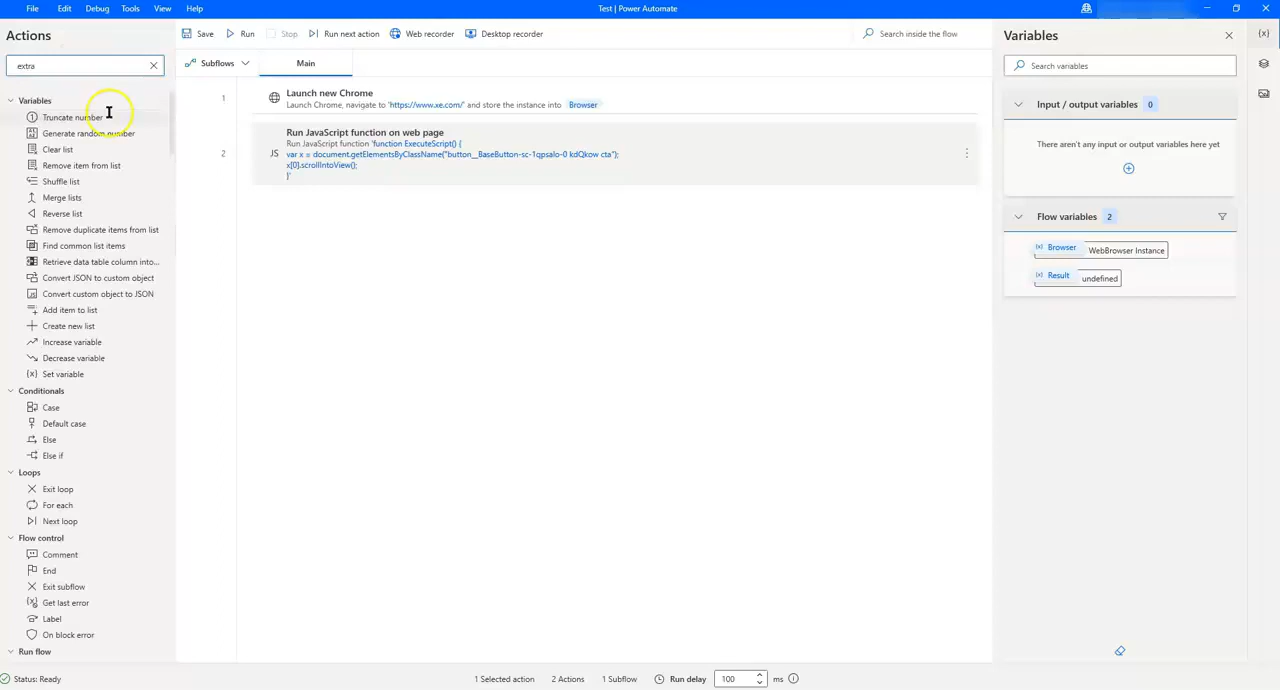 File Edit Debug Tools View Help
Test | Power Automate
Actions
extra
Variables
Truncate number
Generate random number
Clear list
Remove item from list
Shuffle list
Merge lists
Reverse list
Remove duplicate items from list
Find common list items
Retrieve data table column into...
Convert JSON to custom object
Convert custom object to JSON
Add item to list
Create new list
Increase variable
Decrease variable
{x} Set variable
Conditionals
Case
Default case
Else
Else if
Loops
Exit loop
For each
Next loop
Flow control
Comment
End
Exit subflow
Get last error
Label
On block error
Run flow
Save Run Stop Run next action Web recorder Desktop recorder
Search inside the flow
Subflows Main
1
Launch new Chrome
Launch Chrome, navigate to 'https://www.xe.com/' and store the instance into Browser
2
JS
Run JavaScript function on web page
Run JavaScript function 'function ExecuteScript() {
var x = document.getElementsByClassName("button__BaseButton-sc-1qpsalo-0 kdQkow cta");
x[0].scrollIntoView();
}'
Variables
{x}
Search variables
Input / output variables 0
There aren't any input or output variables here yet
Flow variables 2
{x} Browser WebBrowser Instance
{x} Result undefined
Status: Ready 1 Selected action 2 Actions 1 Subflow Run delay 100 ms